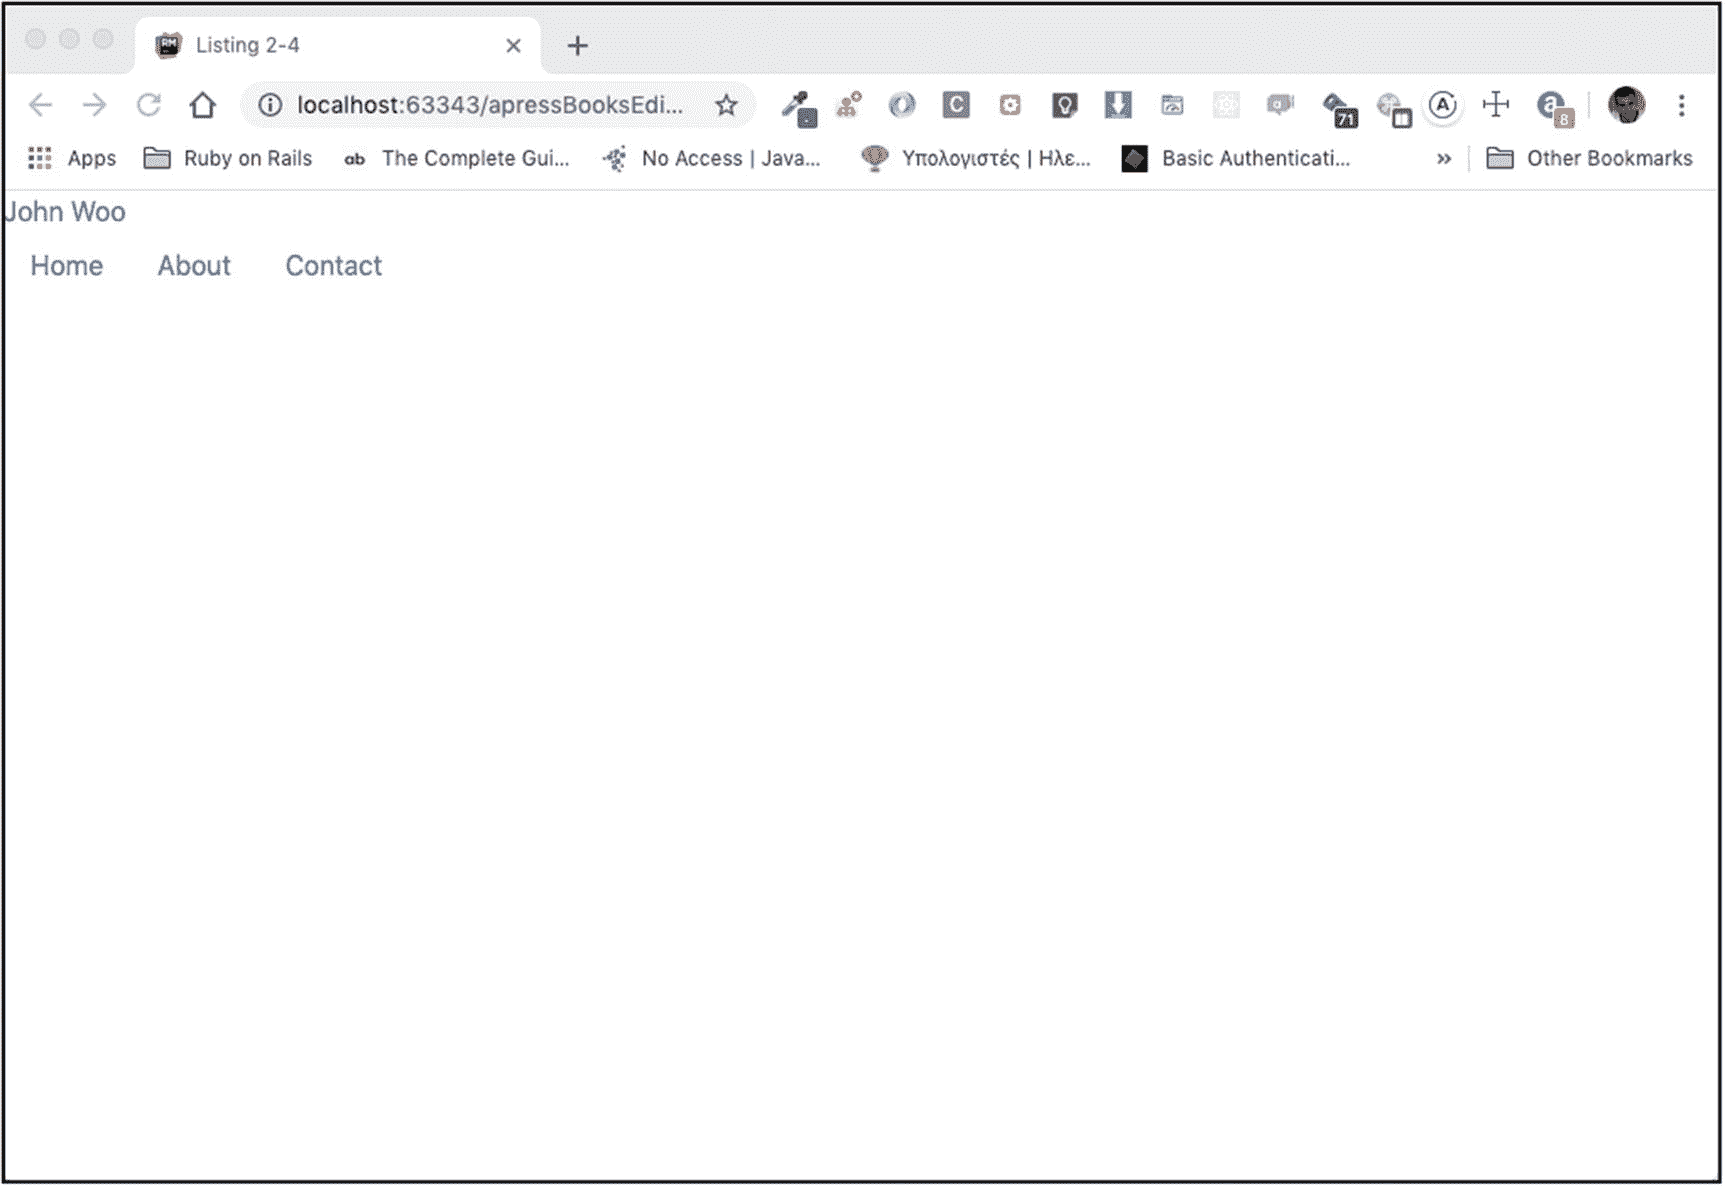 RM Listing 2-4
localhost:63343/apressBooksEdi... C 71 A a 8
Apps Ruby on Rails ab The Complete Gui... No Access | Java... Υπολογιστές | Ηλε... Basic Authenticati... » Other Bookmarks
John Woo
Home About Contact